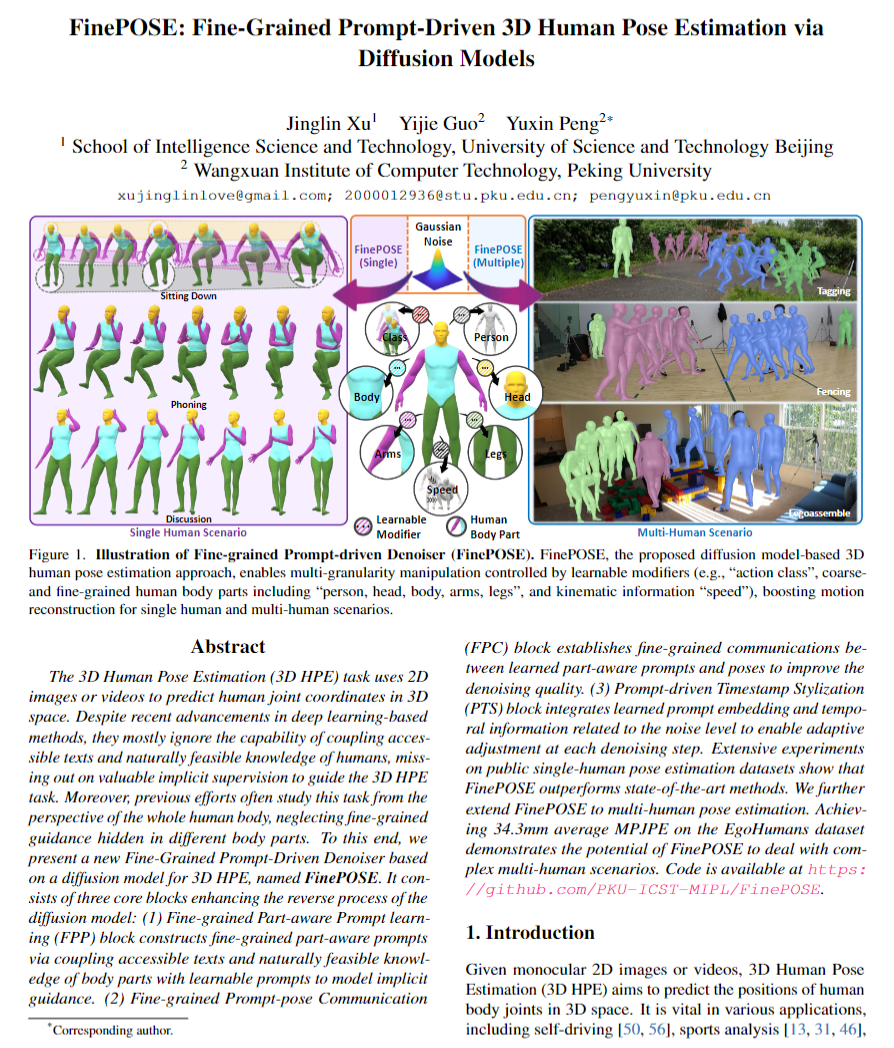 FinePOSE: Fine-Grained Prompt-Driven 3D Human Pose Estimation via
Diffusion Models
Jinglin Xu1 Yijie Guo2 Yuxin Peng2*
1 School of Intelligence Science and Technology, University of Science and Technology Beijing
2 Wangxuan Institute of Computer Technology, Peking University
xujinglinlove@gmail.com; 2000012936@stu.pku.edu.cn; pengyuxin@pku.edu.cn
Sitting Down
Phoning
Discussion
Single Human Scenario
FinePOSE
(Single)
Gaussian
Noise
FinePOSE
(Multiple)
Class
Person
Body
Head
Arms
Legs
Speed
Learnable
Modifier
Human
Body Part
Tagging
Fencing
Legoassemble
Multi-Human Scenario
Figure 1. Illustration of Fine-grained Prompt-driven Denoiser (FinePOSE). FinePOSE, the proposed diffusion model-based 3D
human pose estimation approach, enables multi-granularity manipulation controlled by learnable modifiers (e.g., “action class”, coarse-
and fine-grained human body parts including “person, head, body, arms, legs”, and kinematic information “speed”), boosting motion
reconstruction for single human and multi-human scenarios.
Abstract
The 3D Human Pose Estimation (3D HPE) task uses 2D
images or videos to predict human joint coordinates in 3D
space. Despite recent advancements in deep learning-based
methods, they mostly ignore the capability of coupling acces-
sible texts and naturally feasible knowledge of humans, miss-
ing out on valuable implicit supervision to guide the 3D HPE
task. Moreover, previous efforts often study this task from the
perspective of the whole human body, neglecting fine-grained
guidance hidden in different body parts. To this end, we
present a new Fine-Grained Prompt-Driven Denoiser based
on a diffusion model for 3D HPE, named FinePOSE. It con-
sists of three core blocks enhancing the reverse process of the
diffusion model: (1) Fine-grained Part-aware Prompt learn-
ing (FPP) block constructs fine-grained part-aware prompts
via coupling accessible texts and naturally feasible knowl-
edge of body parts with learnable prompts to model implicit
guidance. (2) Fine-grained Prompt-pose Communication
*Corresponding author.
(FPC) block establishes fine-grained communications be-
tween learned part-aware prompts and poses to improve the
denoising quality. (3) Prompt-driven Timestamp Stylization
(PTS) block integrates learned prompt embedding and tempo-
ral information related to the noise level to enable adaptive
adjustment at each denoising step. Extensive experiments
on public single-human pose estimation datasets show that
FinePOSE outperforms state-of-the-art methods. We further
extend FinePOSE to multi-human pose estimation. Achiev-
ing 34.3mm average MPJPE on the EgoHumans dataset
demonstrates the potential of FinePOSE to deal with com-
plex multi-human scenarios. Code is available at https:
//github.com/PKU-ICST-MIPL/FinePOSE.
1. Introduction
Given monocular 2D images or videos, 3D Human Pose
Estimation (3D HPE) aims to predict the positions of human
body joints in 3D space. It is vital in various applications,
including self-driving [50, 56], sports analysis [13, 31, 46],